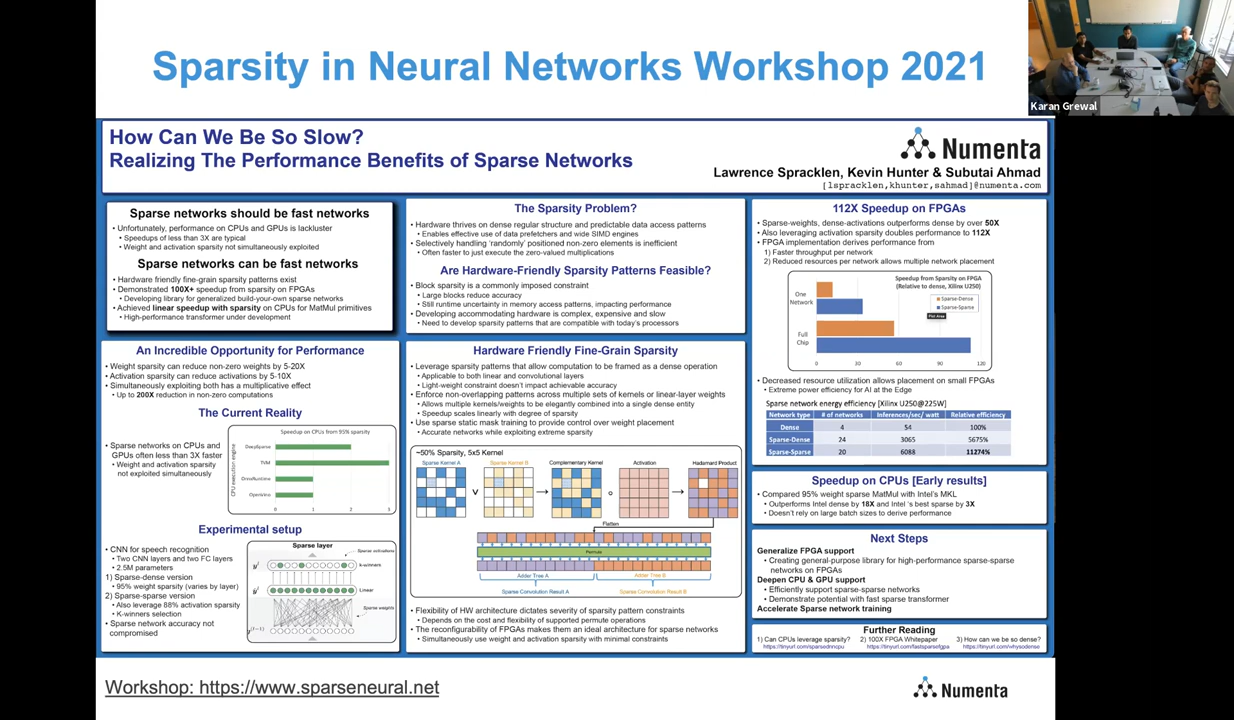 Sparsity in Neural Networks Workshop 2021
Karan Grewal
How Can We Be So Slow?
Realizing The Performance Benefits of Sparse Networks
Numenta
Lawrence Spracklen, Kevin Hunter & Subutai Ahmad
[lspracklen,khunter,sahmad]@numenta.com
Sparse networks should be fast networks
• Unfortunately, performance on CPUs and GPUs is lackluster
• Speedups of less than 3X are typical
• Weight and activation sparsity not simultaneously exploited
Sparse networks can be fast networks
• Hardware friendly fine-grain sparsity patterns exist
• Demonstrated 100X+ speedup from sparsity on FPGAs
• Developing library for generalized build-your-own sparse networks
• Achieved linear speedup with sparsity on CPUs for MatMul primitives
• High-performance transformer under development
An Incredible Opportunity for Performance
• Weight sparsity can reduce non-zero weights by 5-20X
• Activation sparsity can reduce activations by 5-10X
• Simultaneously exploiting both has a multiplicative effect
• Up to 200X reduction in non-zero computations
The Current Reality
• Sparse networks on CPUs and
GPUs often less than 3X faster
• Weight and activation sparsity
not exploited simultaneously
Speedup on CPUs from 95% sparsity
CPU execution engine
DeepSparse
TVM
OnnxRuntime
OpenVino
0 1 2 3
Experimental setup
• CNN for speech recognition
• Two CNN layers and two FC layers
• 2.5M parameters
1) Sparse-dense version
• 95% weight sparsity (varies by layer)
2) Sparse-sparse version
• Also leverage 88% activation sparsity
• K-winners selection
• Sparse network accuracy not
compromised
Sparse layer
Sparse activations
k-winners
Linear
Sparse weights
The Sparsity Problem?
• Hardware thrives on dense regular structure and predictable data access patterns
• Enables effective use of data prefetchers and wide SIMD engines
• Selectively handling 'randomly' positioned non-zero elements is inefficient
• Often faster to just execute the zero-valued multiplications
Are Hardware-Friendly Sparsity Patterns Feasible?
• Block sparsity is a commonly imposed constraint
• Large blocks reduce accuracy
• Still runtime uncertainty in memory access patterns, impacting performance
• Developing accommodating hardware is complex, expensive and slow
• Need to develop sparsity patterns that are compatible with today's processors
Hardware Friendly Fine-Grain Sparsity
• Leverage sparsity patterns that allow computation to be framed as a dense operation
• Applicable to both linear and convolutional layers
• Light-weight constraint doesn't impact achievable accuracy
• Enforce non-overlapping patterns across multiple sets of kernels or linear-layer weights
• Allows multiple kernels/weights to be elegantly combined into a single dense entity
• Speedup scales linearly with degree of sparsity
• Use sparse static mask training to provide control over weight placement
• Accurate networks while exploiting extreme sparsity
~50% Sparsity, 5x5 Kernel
Sparse Kernel A
Sparse Kernel B
Complementary Kernel
Activation
Hadamard Product
Flatten
Permute
Adder Tree A
Adder Tree B
Sparse Convolution Result A
Sparse Convolution Result B
• Flexibility of HW architecture dictates severity of sparsity pattern constraints
• Depends on the cost and flexibility of supported permute operations
• The reconfigurability of FPGAs makes them an ideal architecture for sparse networks
• Simultaneously use weight and activation sparsity with minimal constraints
112X Speedup on FPGAs
• Sparse-weights, dense-activations outperforms dense by over 50X
• Also leveraging activation sparsity doubles performance to 112X
• FPGA implementation derives performance from
1) Faster throughput per network
2) Reduced resources per network allows multiple network placement
Speedup from Sparsity on FPGA
(Relative to dense, Xilinx U250)
One
Network
Full
Chip
Sparse-Dense
Sparse-Sparse
Plot Area
0 30 60 90 120
• Decreased resource utilization allows placement on small FPGAs
• Extreme power efficiency for AI at the Edge
Sparse network energy efficiency [Xilinx U250@225W]
Network type # of networks Inferences/sec/ watt Relative efficiency
Dense 4 54 100%
Sparse-Dense 24 3065 5675%
Sparse-Sparse 20 6088 11274%
Speedup on CPUs [Early results]
• Compared 95% weight sparse MatMul with Intel's MKL
• Outperforms Intel dense by 18X and Intel 's best sparse by 3X
• Doesn't rely on large batch sizes to derive performance
Next Steps
Generalize FPGA support
• Creating general-purpose library for high-performance sparse-sparse
networks on FPGAs
Deepen CPU & GPU support
• Efficiently support sparse-sparse networks
• Demonstrate potential with fast sparse transformer
Accelerate Sparse network training
Further Reading
1) Can CPUs leverage sparsity? 2) 100X FPGA Whitepaper 3) How can we be so dense?
https://tinyurl.com/sparsednncpu https://tinyurl.com/fastsparsefgpa https://tinyurl.com/whysodense
Workshop: https://www.sparseneural.net
Numenta